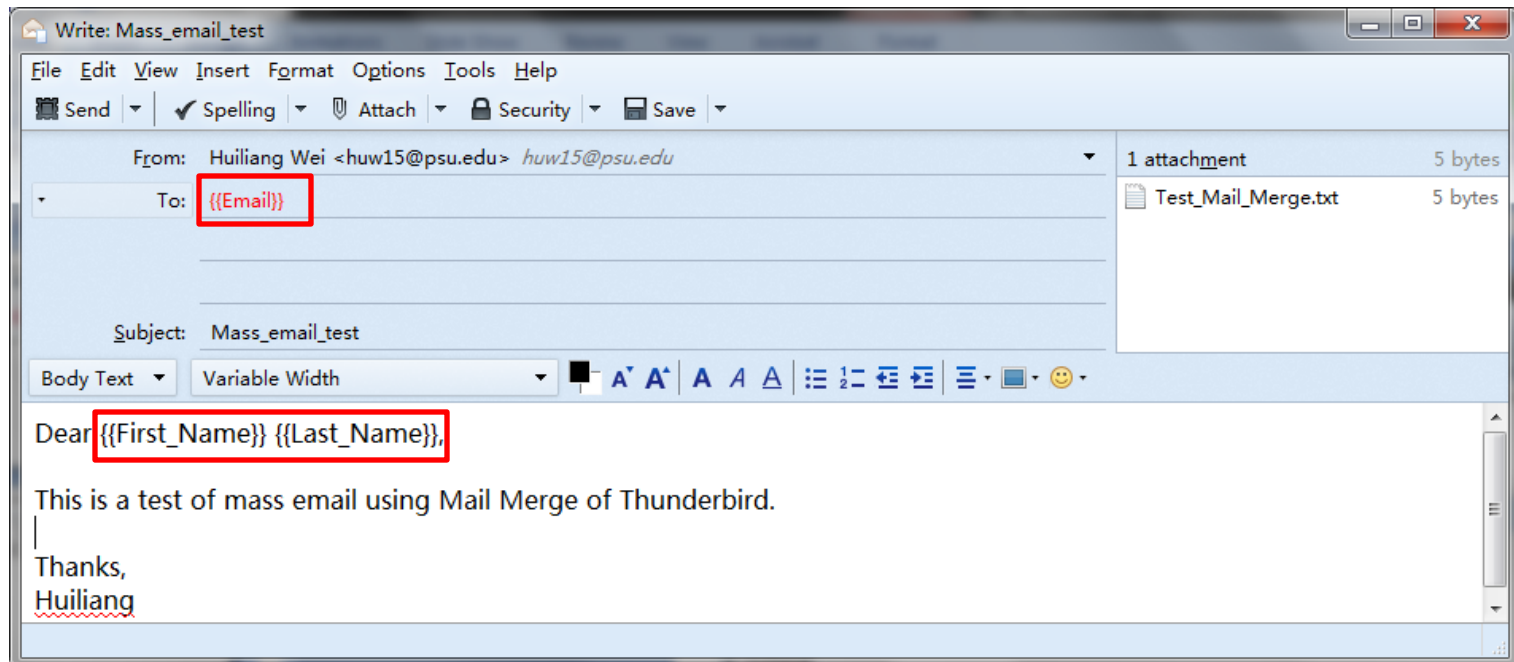 Write: Mass_email_test
File Edit View Insert Format Options Tools Help
Send Spelling Attach Security Save
From: Huiliang Wei <huw15@psu.edu> huw15@psu.edu
1 attachment 5 bytes
To: {{Email}}
Test_Mail_Merge.txt 5 bytes
Subject: Mass_email_test
Body Text Variable Width
Dear {{First_Name}} {{Last_Name}},
This is a test of mass email using Mail Merge of Thunderbird.
Thanks,
Huiliang